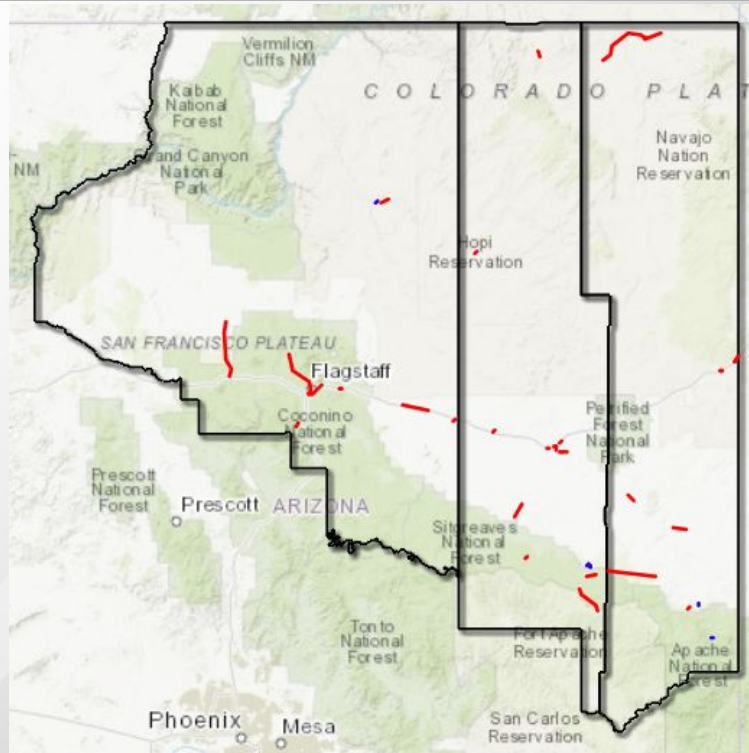 Vermilion
Cliffs NM
Kaibab
National
Forest
COLORADO PLAT
Grand Canyon
National
Park
NM
Navajo
Nation
Reservation
Hopi
Reservation
SAN FRANCISCO PLATEAU
Flagstaff
Coconino
National
Forest
Petrified
Forest
National
Park
Prescott
National
Forest
Prescott
ARIZONA
Sitgreaves
National
Forest
Tonto
National
Forest
Fort Apache
Reservation
Apache
National
Forest
Phoenix
Mesa
San Carlos
Reservation